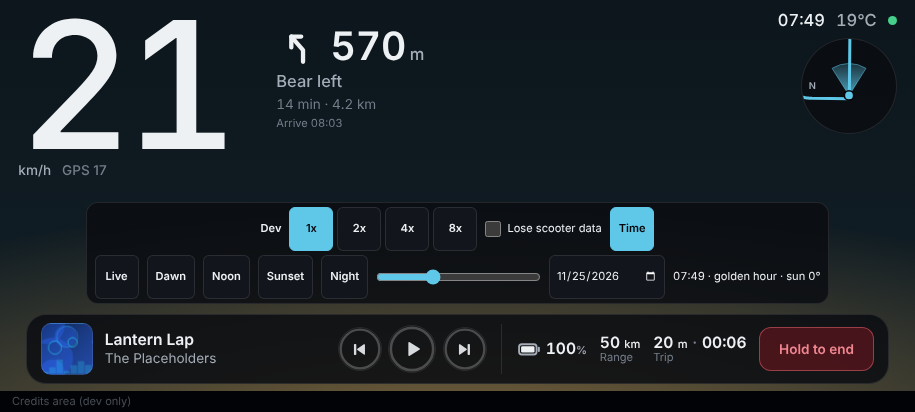 21
km/h GPS 17
570 m
Bear left
14 min · 4.2 km
Arrive 08:03
07:49 19°C
N
Dev 1x 2x 4x 8x Lose scooter data Time
Live Dawn Noon Sunset Night 11/25/2026 07:49 · golden hour · sun 0°
Lantern Lap
The Placeholders
100%
50 km
Range
20 m · 00:06
Trip
Hold to end
Credits area (dev only)